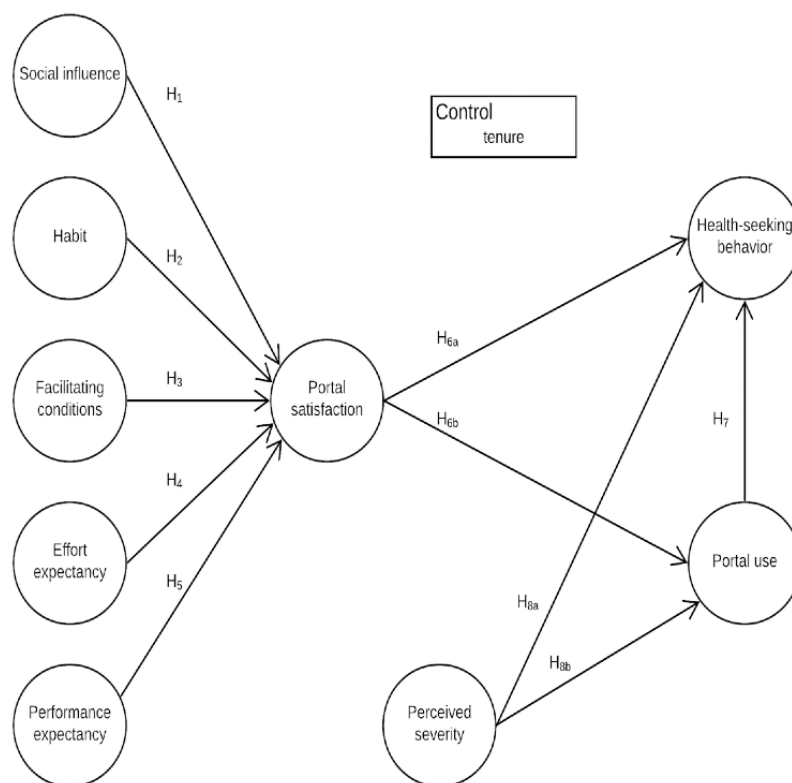 Social influence
H1
Control
tenure
Habit
H2
Health-seeking
behavior
Facilitating
conditions
H3
Portal
satisfaction
H6a
H6b
H7
H4
Effort
expectancy
H5
Portal use
H8a
H8b
Performance
expectancy
Perceived
severity